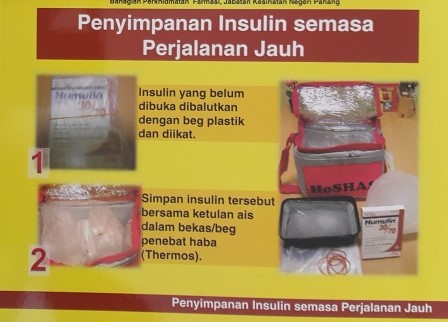 Bahagian Perkhidmatan Farmasi, Jabatan Kesihatan Negeri Pahang
Penyimpanan Insulin semasa
Perjalanan Jauh
Humulin
30/70
1
Insulin yang belum
dibuka dibalutkan
dengan beg plastik
dan diikat.
HoSHAS
2
Simpan insulin tersebut
bersama ketulan ais
dalam bekas/beg
penebat haba
(Thermos).
Humulin
30/70
Penyimpanan Insulin semasa Perjalanan Jauh